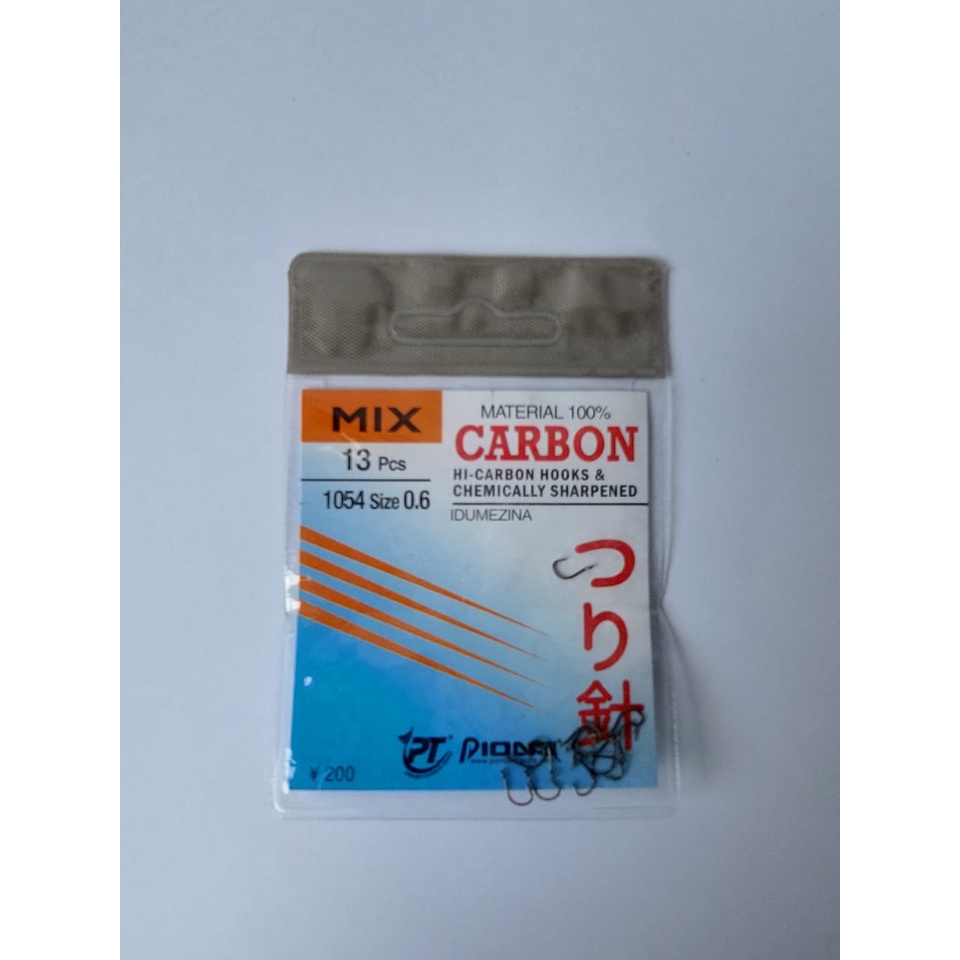 MIX
13 Pcs
1054 Size 0.6
MATERIAL 100%
CARBON
HI-CARBON HOOKS &
CHEMICALLY SHARPENED
IDUMEZINA
つり針
PT
¥ 200